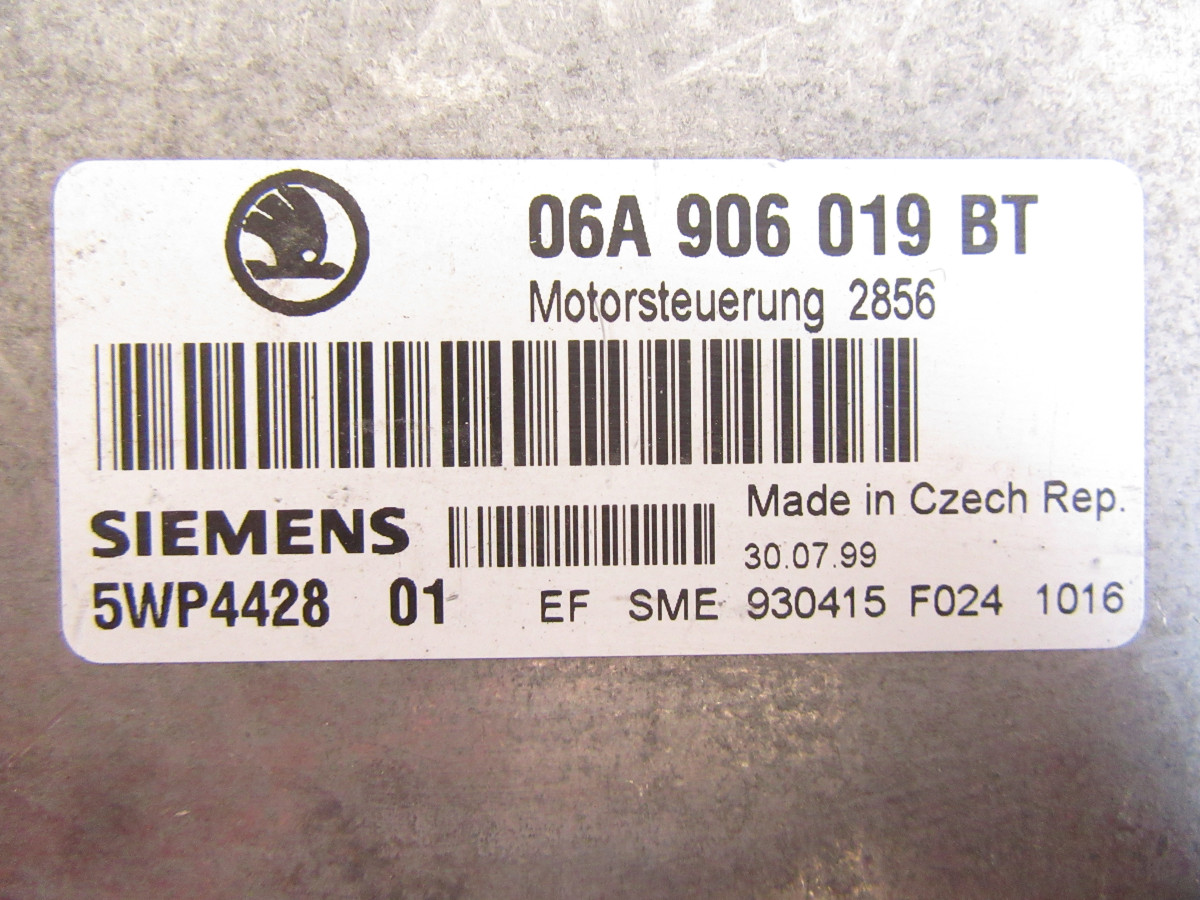 06A 906 019 BT
Motorsteuerung 2856
SIEMENS
Made in Czech Rep.
30.07.99
5WP4428 01 EF SME 930415 F024 1016